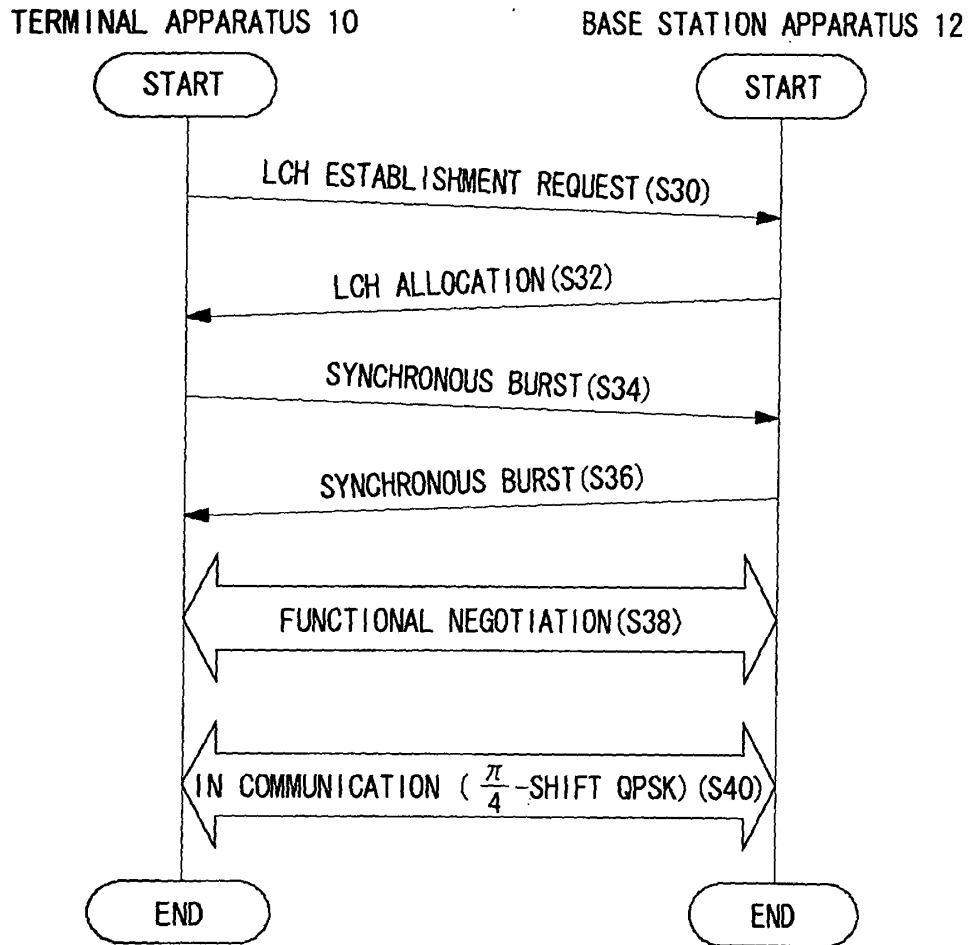 TERMINAL APPARATUS 10
BASE STATION APPARATUS 12
START
START
LCH ESTABLISHMENT REQUEST(S30)
LCH ALLOCATION(S32)
SYNCHRONOUS BURST(S34)
SYNCHRONOUS BURST(S36)
FUNCTIONAL NEGOTIATION(S38)
IN COMMUNICATION ( π/4 -SHIFT QPSK) (S40)
END
END